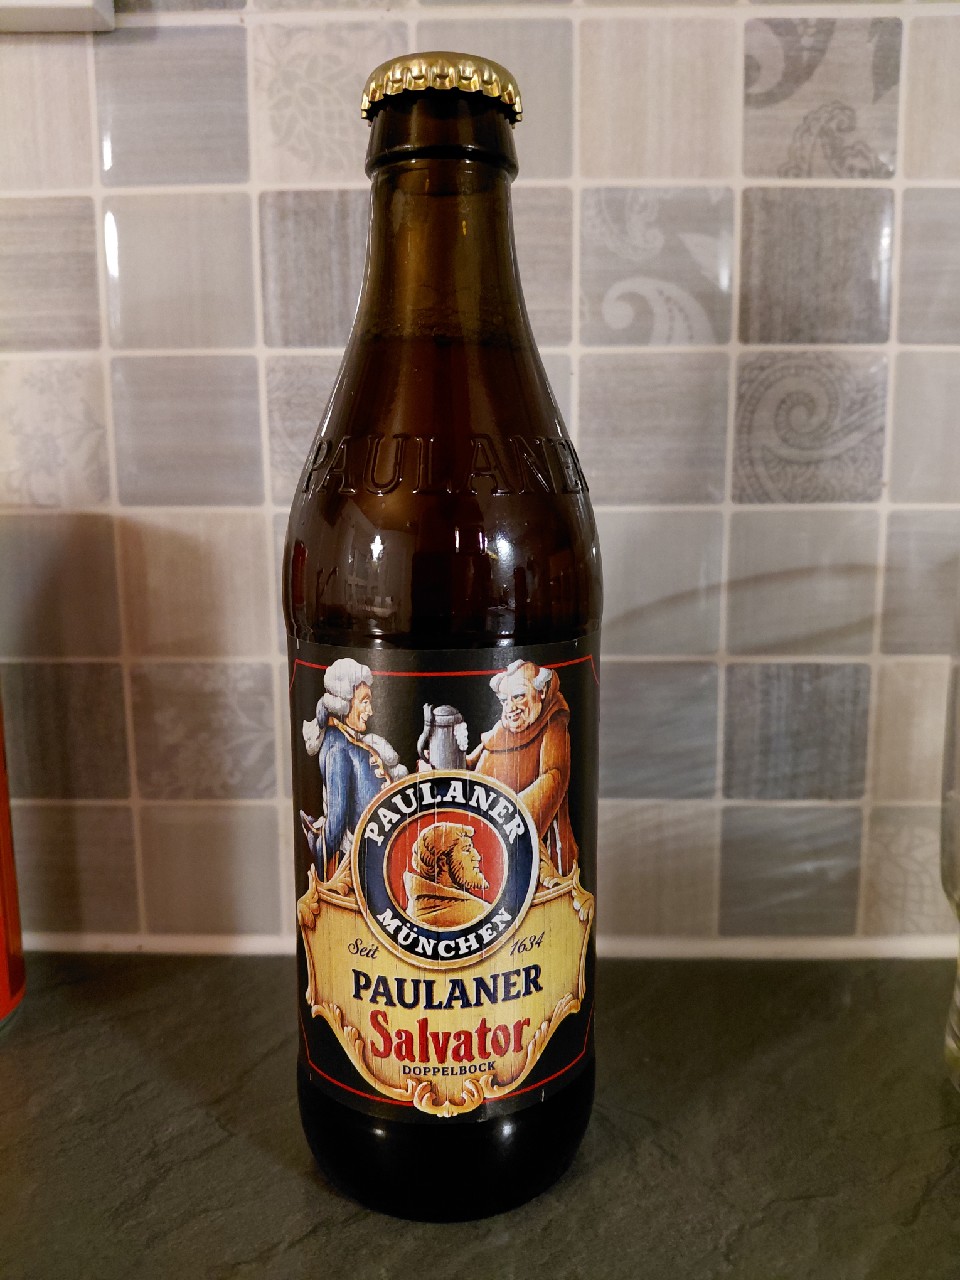 PAULANER
PAULANER
MÜNCHEN
Seit 1634
PAULANER
Salvator
DOPPELBOCK